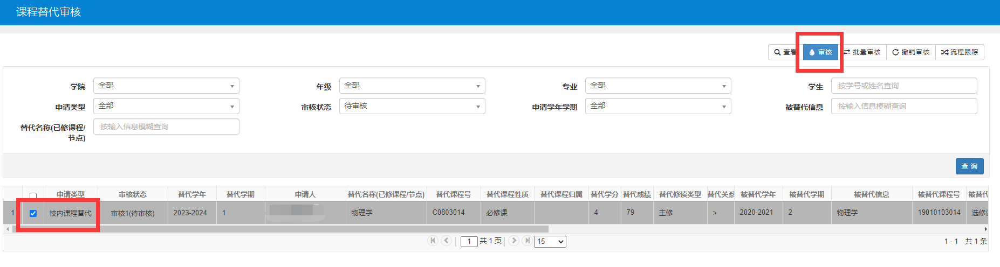 课程替代审核
查看 审核 批量审核 撤销审核 流程跟踪
学院 全部 年级 全部 专业 全部 学生 按学号或姓名查询
申请类型 全部 审核状态 待审核 申请学年学期 全部 被替代信息 按输入信息模糊查询
替代名称(已修课程/ 按输入信息模糊查询
节点)
查 询
申请类型 审核状态 替代学年 替代学期 申请人 替代名称(已修课程/节点) 替代课程号 替代课程性质 替代课程归属 替代学分 替代成绩 替代修读类型 替代关系 被替代学年 被替代学期 被替代信息 被替代课程号 被替代
1 校内课程替代 审核1(待审核) 2023-2024 1 物理学 C0803014 必修课 4 79 主修 > 2020-2021 2 物理学 19010103014 选修
1 共 1 页 15 1 - 1 共 1 条